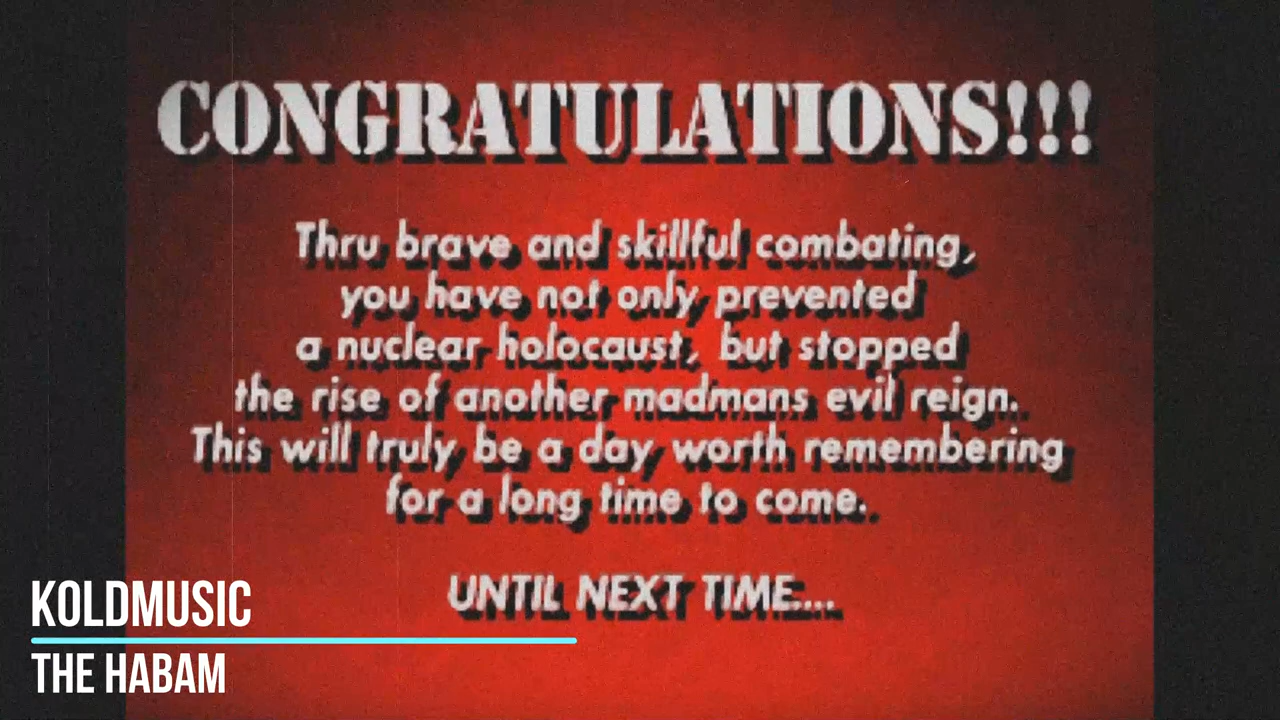 CONGRATULATIONS!!!
Thru brave and skillful combating,
you have not only prevented
a nuclear holocaust, but stopped
the rise of another madmans evil reign.
This will truly be a day worth remembering
for a long time to come.
UNTIL NEXT TIME....
KOLDMUSIC
THE HABAM